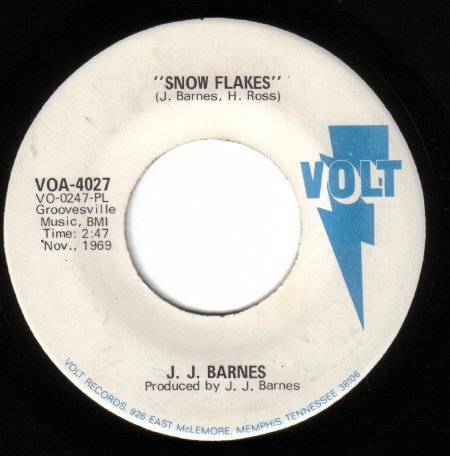 "SNOW FLAKES"
(J. Barnes, H. Ross)
VOLT
VOA-4027
VO-0247-PL
Groovesville
Music, BMI
Time: 2:47
Nov., 1969
J. J. BARNES
Produced by J. J. Barnes
VOLT RECORDS, 926 EAST McLEMORE, MEMPHIS, TENNESSEE 38106